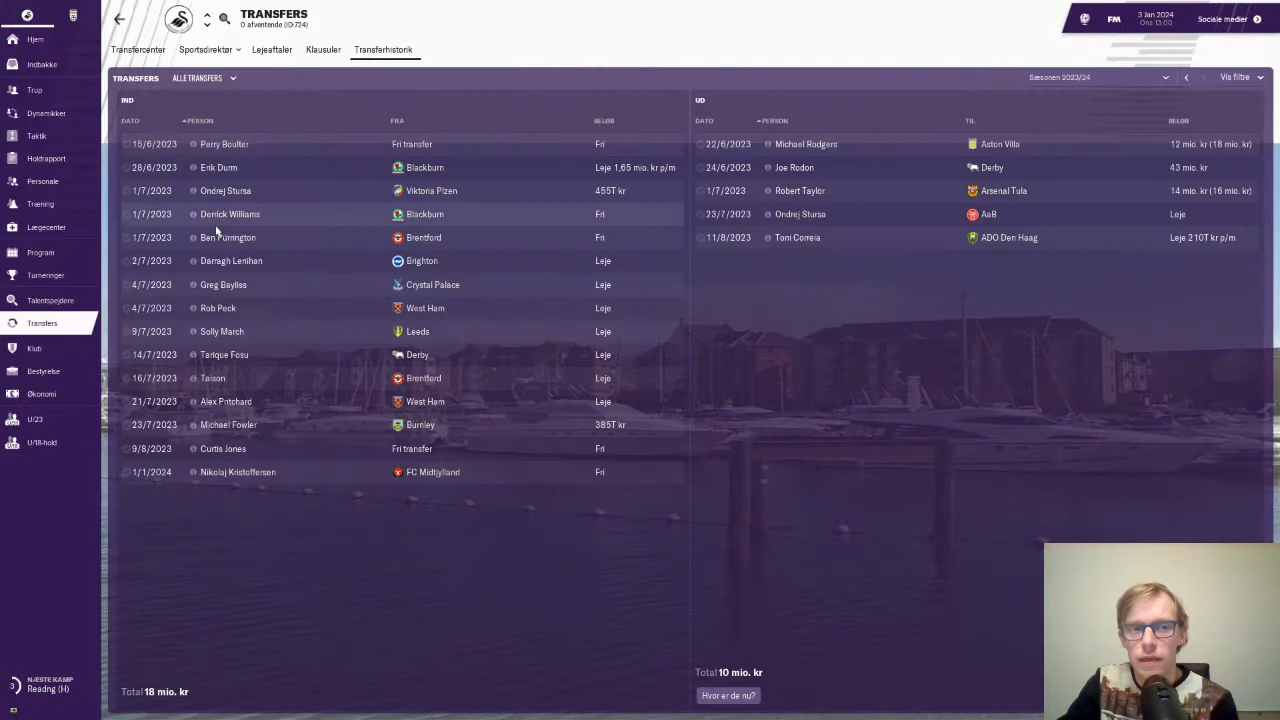 TRANSFERS
0 afventende (ID:724)
3 Jan 2024
Ons 13:00
FM
Sociale medier
Transfercenter
Sportsdirektør
Lejeaftaler
Klausuler
Transferhistorik
Hjem
Indbakke
Trup
Dynamikker
Taktik
Holdrapport
Personale
Træning
Lægecenter
Program
Turneringer
Talentspejdere
Transfers
Klub
Bestyrelse
Økonomi
U/23
U/18-hold
3 NÆSTE KAMP
Readng (H)
TRANSFERS ALLE TRANSFERS
Sæsonen 2023/24
Vis filtre
IND
DATO PERSON FRA BELØB
15/6/2023 Perry Boulter Fri transfer Fri
28/6/2023 Erik Durm Blackburn Leje 1,65 mio. kr p/m
1/7/2023 Ondrej Stursa Viktoria Plzen 455T kr
1/7/2023 Derrick Williams Blackburn Fri
1/7/2023 Ben Purrington Brentford Fri
2/7/2023 Darragh Lenihan Brighton Leje
4/7/2023 Greg Bayliss Crystal Palace Leje
4/7/2023 Rob Peck West Ham Leje
9/7/2023 Solly March Leeds Leje
14/7/2023 Tarique Fosu Derby Leje
16/7/2023 Taison Brentford Leje
21/7/2023 Alex Pritchard West Ham Leje
23/7/2023 Michael Fowler Burnley 385T kr
9/8/2023 Curtis Jones Fri transfer Fri
1/1/2024 Nikolaj Kristoffersen FC Midtjylland Fri
Total 18 mio. kr
UD
DATO PERSON TIL BELØB
22/6/2023 Michael Rodgers Aston Villa 12 mio. kr (18 mio. kr)
24/6/2023 Joe Rodon Derby 43 mio. kr
1/7/2023 Robert Taylor Arsenal Tula 14 mio. kr (16 mio. kr)
23/7/2023 Ondrej Stursa AaB Leje
11/8/2023 Toni Correia ADO Den Haag Leje 210T kr p/m
Total 10 mio. kr
Hvor er de nu?